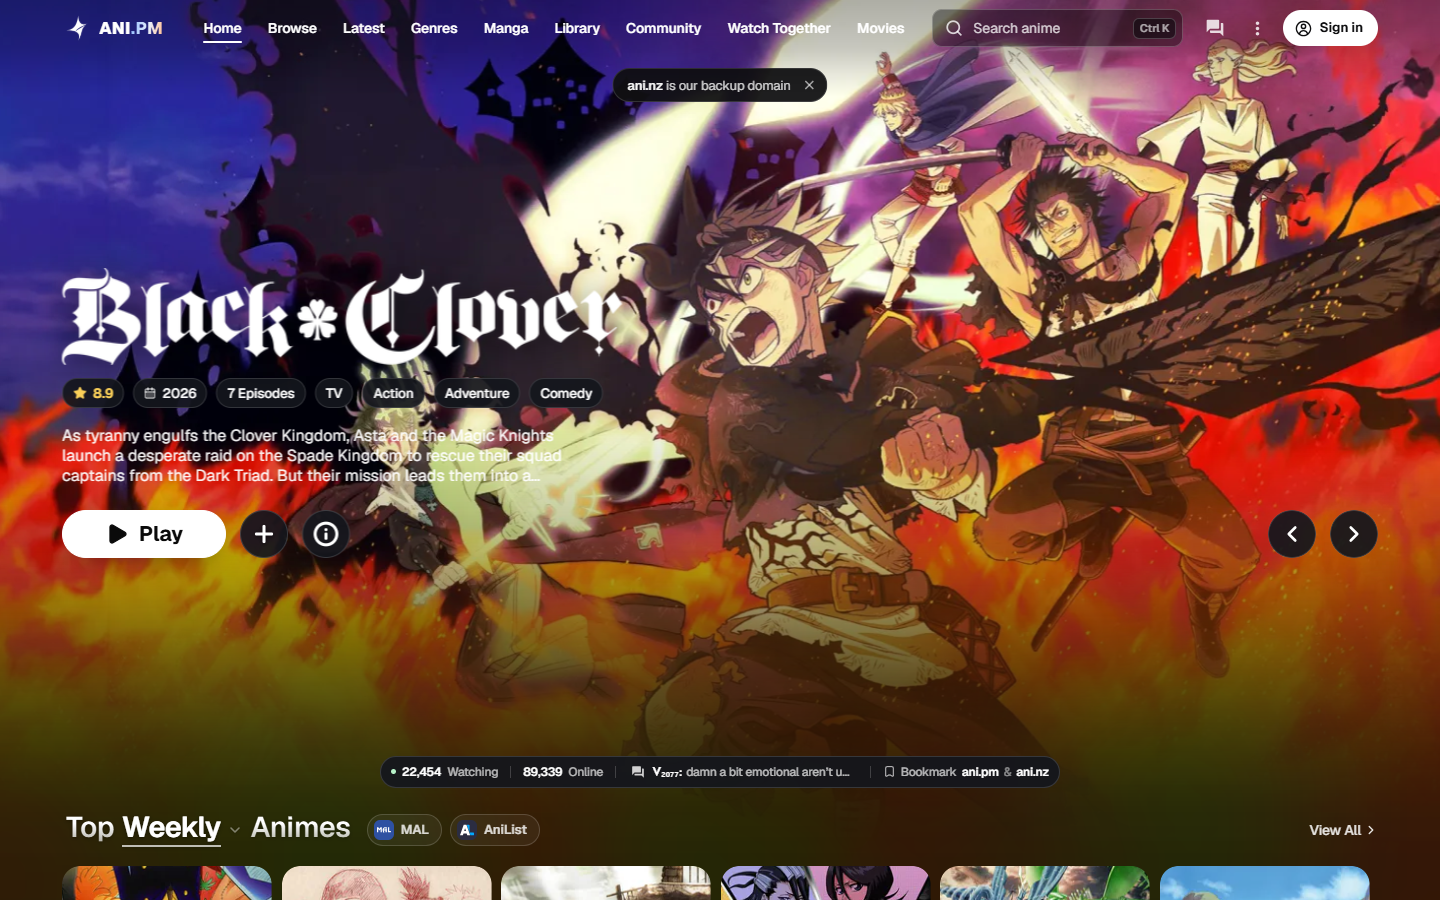 ANI.PM
Home
Browse
Latest
Genres
Manga
Library
Community
Watch Together
Movies
Search anime
Ctrl K
Sign in
ani.nz is our backup domain
Black Clover
8.9
2026
7 Episodes
TV
Action
Adventure
Comedy
As tyranny engulfs the Clover Kingdom, Asta and the Magic Knights
launch a desperate raid on the Spade Kingdom to rescue their squad
captains from the Dark Triad. But their mission leads them into a...
Play
22,454 Watching
89,339 Online
V2077: damn a bit emotional aren't u...
Bookmark ani.pm & ani.nz
Top Weekly Animes
MAL MAL
AniList
View All